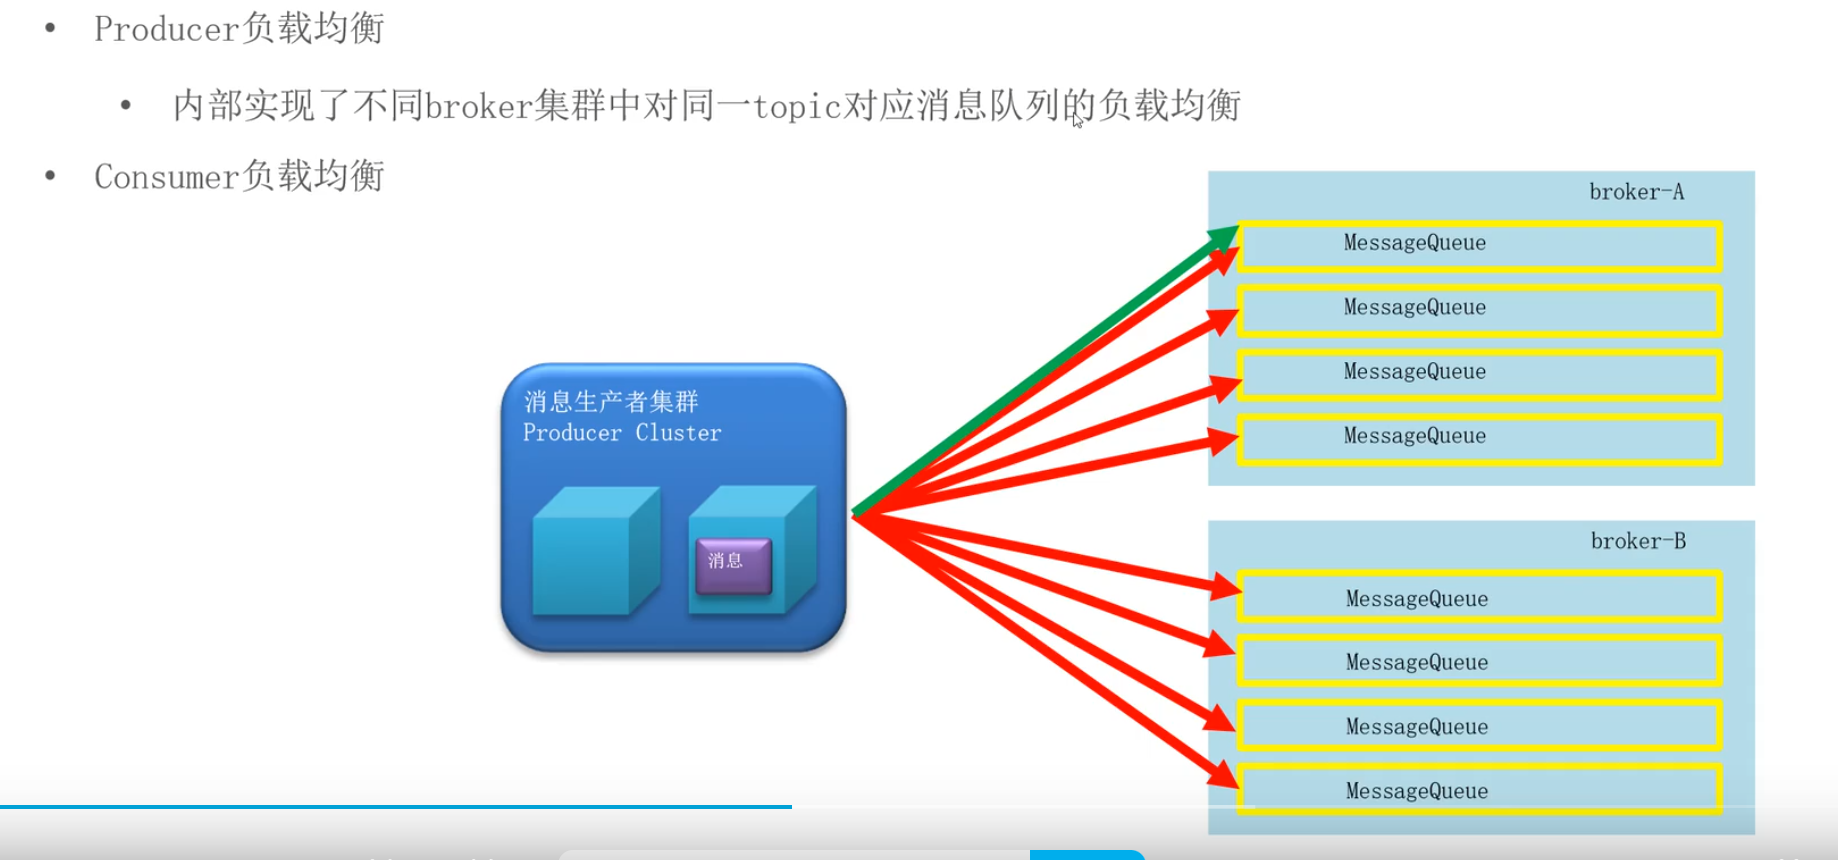 • Producer负载均衡
• 内部实现了不同broker集群中对同一topic对应消息队列的负载均衡
• Consumer负载均衡
消息生产者集群
Producer Cluster
消息
broker-A
MessageQueue
MessageQueue
MessageQueue
MessageQueue
broker-B
MessageQueue
MessageQueue
MessageQueue
MessageQueue